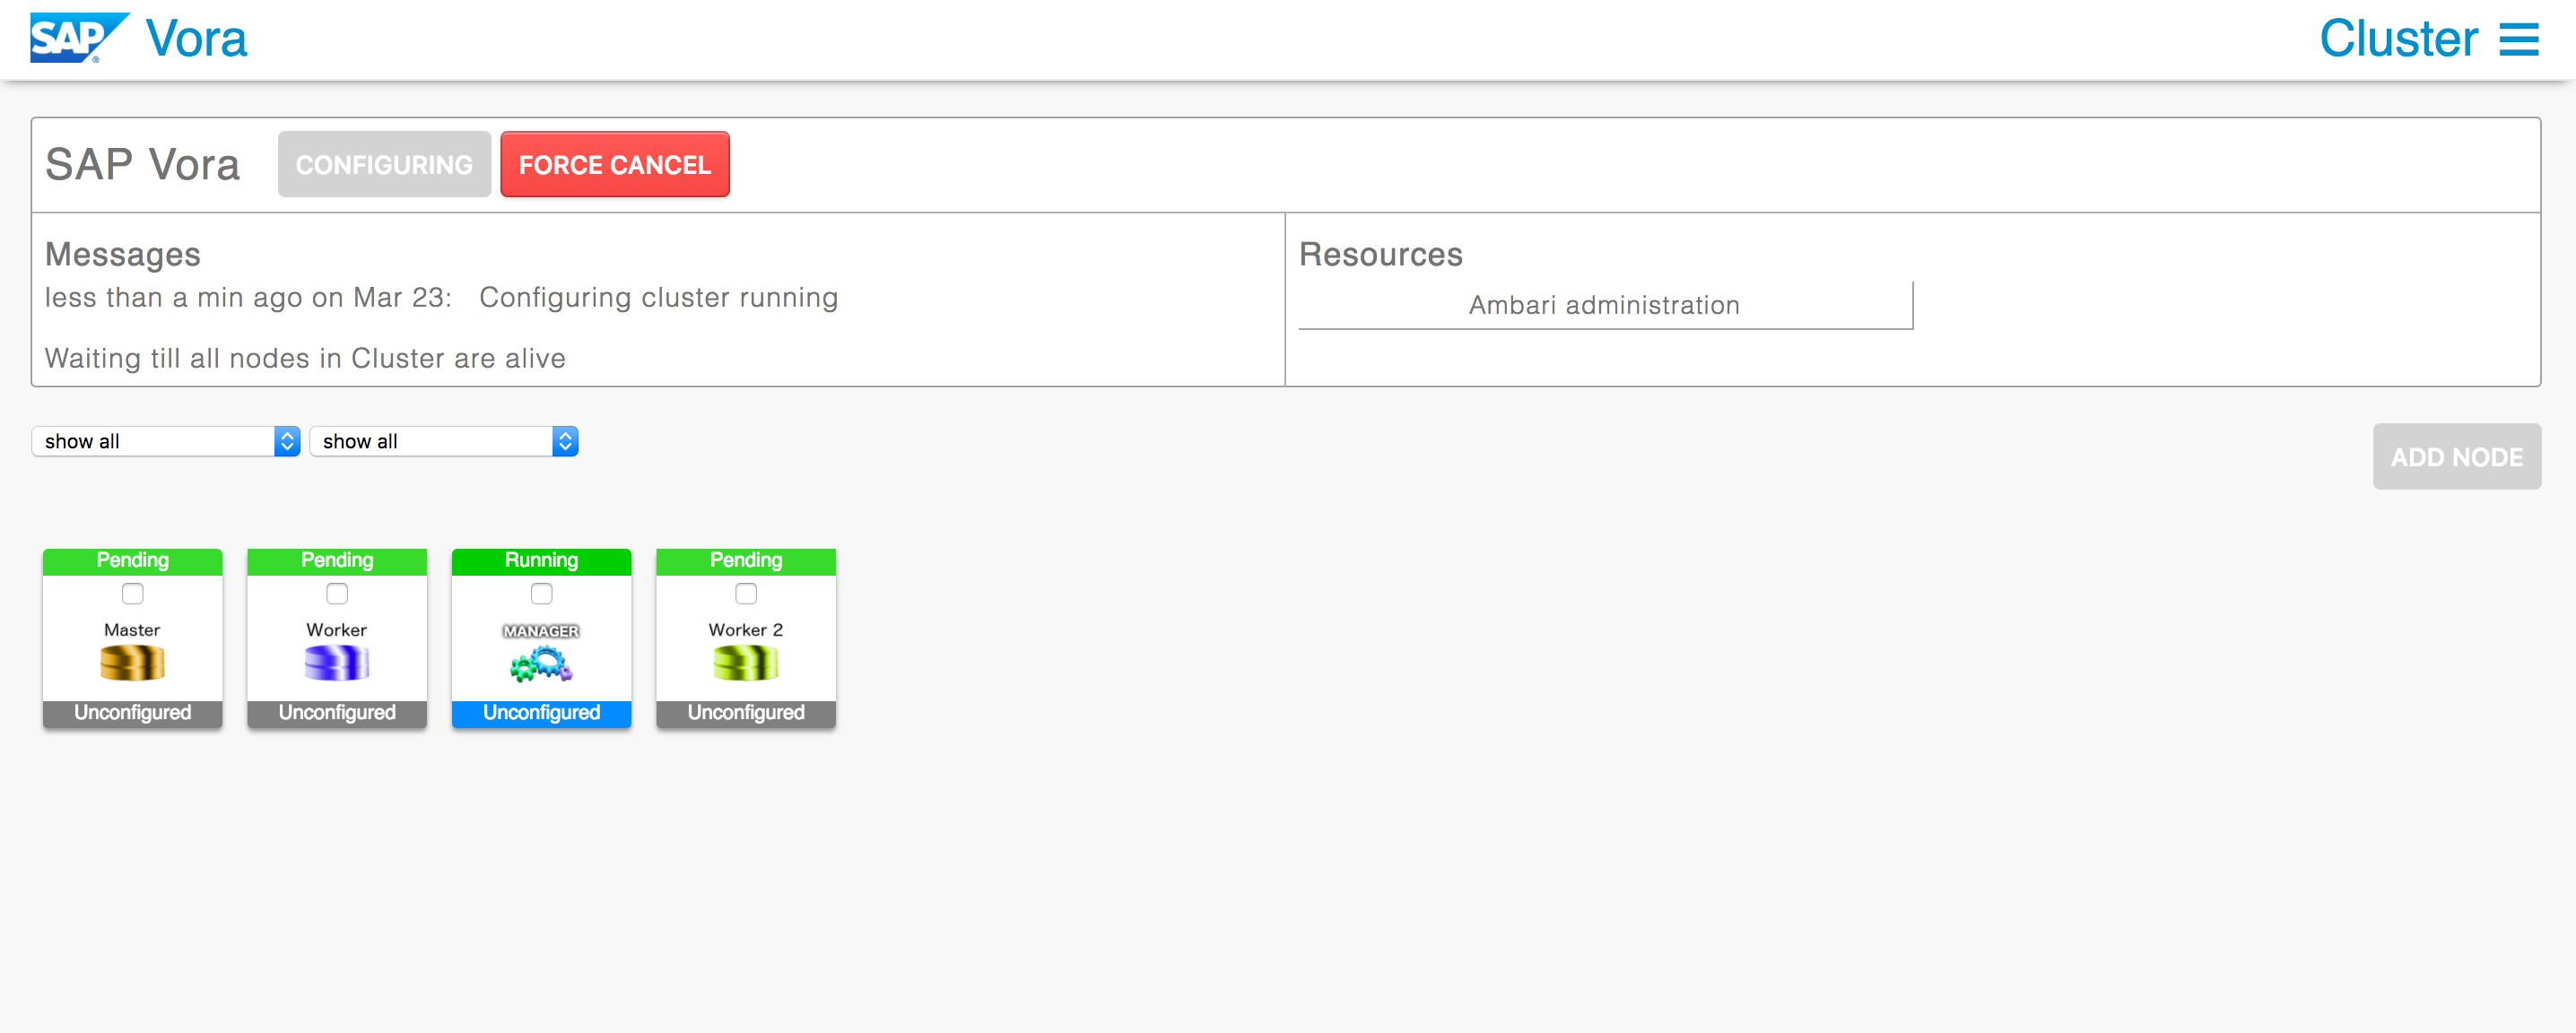 SAP ® Vora
Cluster
SAP Vora CONFIGURING FORCE CANCEL
Messages
less than a min ago on Mar 23: Configuring cluster running
Waiting till all nodes in Cluster are alive
Resources
Ambari administration
show all show all
ADD NODE
Pending
Master
Unconfigured
Pending
Worker
Unconfigured
Running
MANAGER
Unconfigured
Pending
Worker 2
Unconfigured